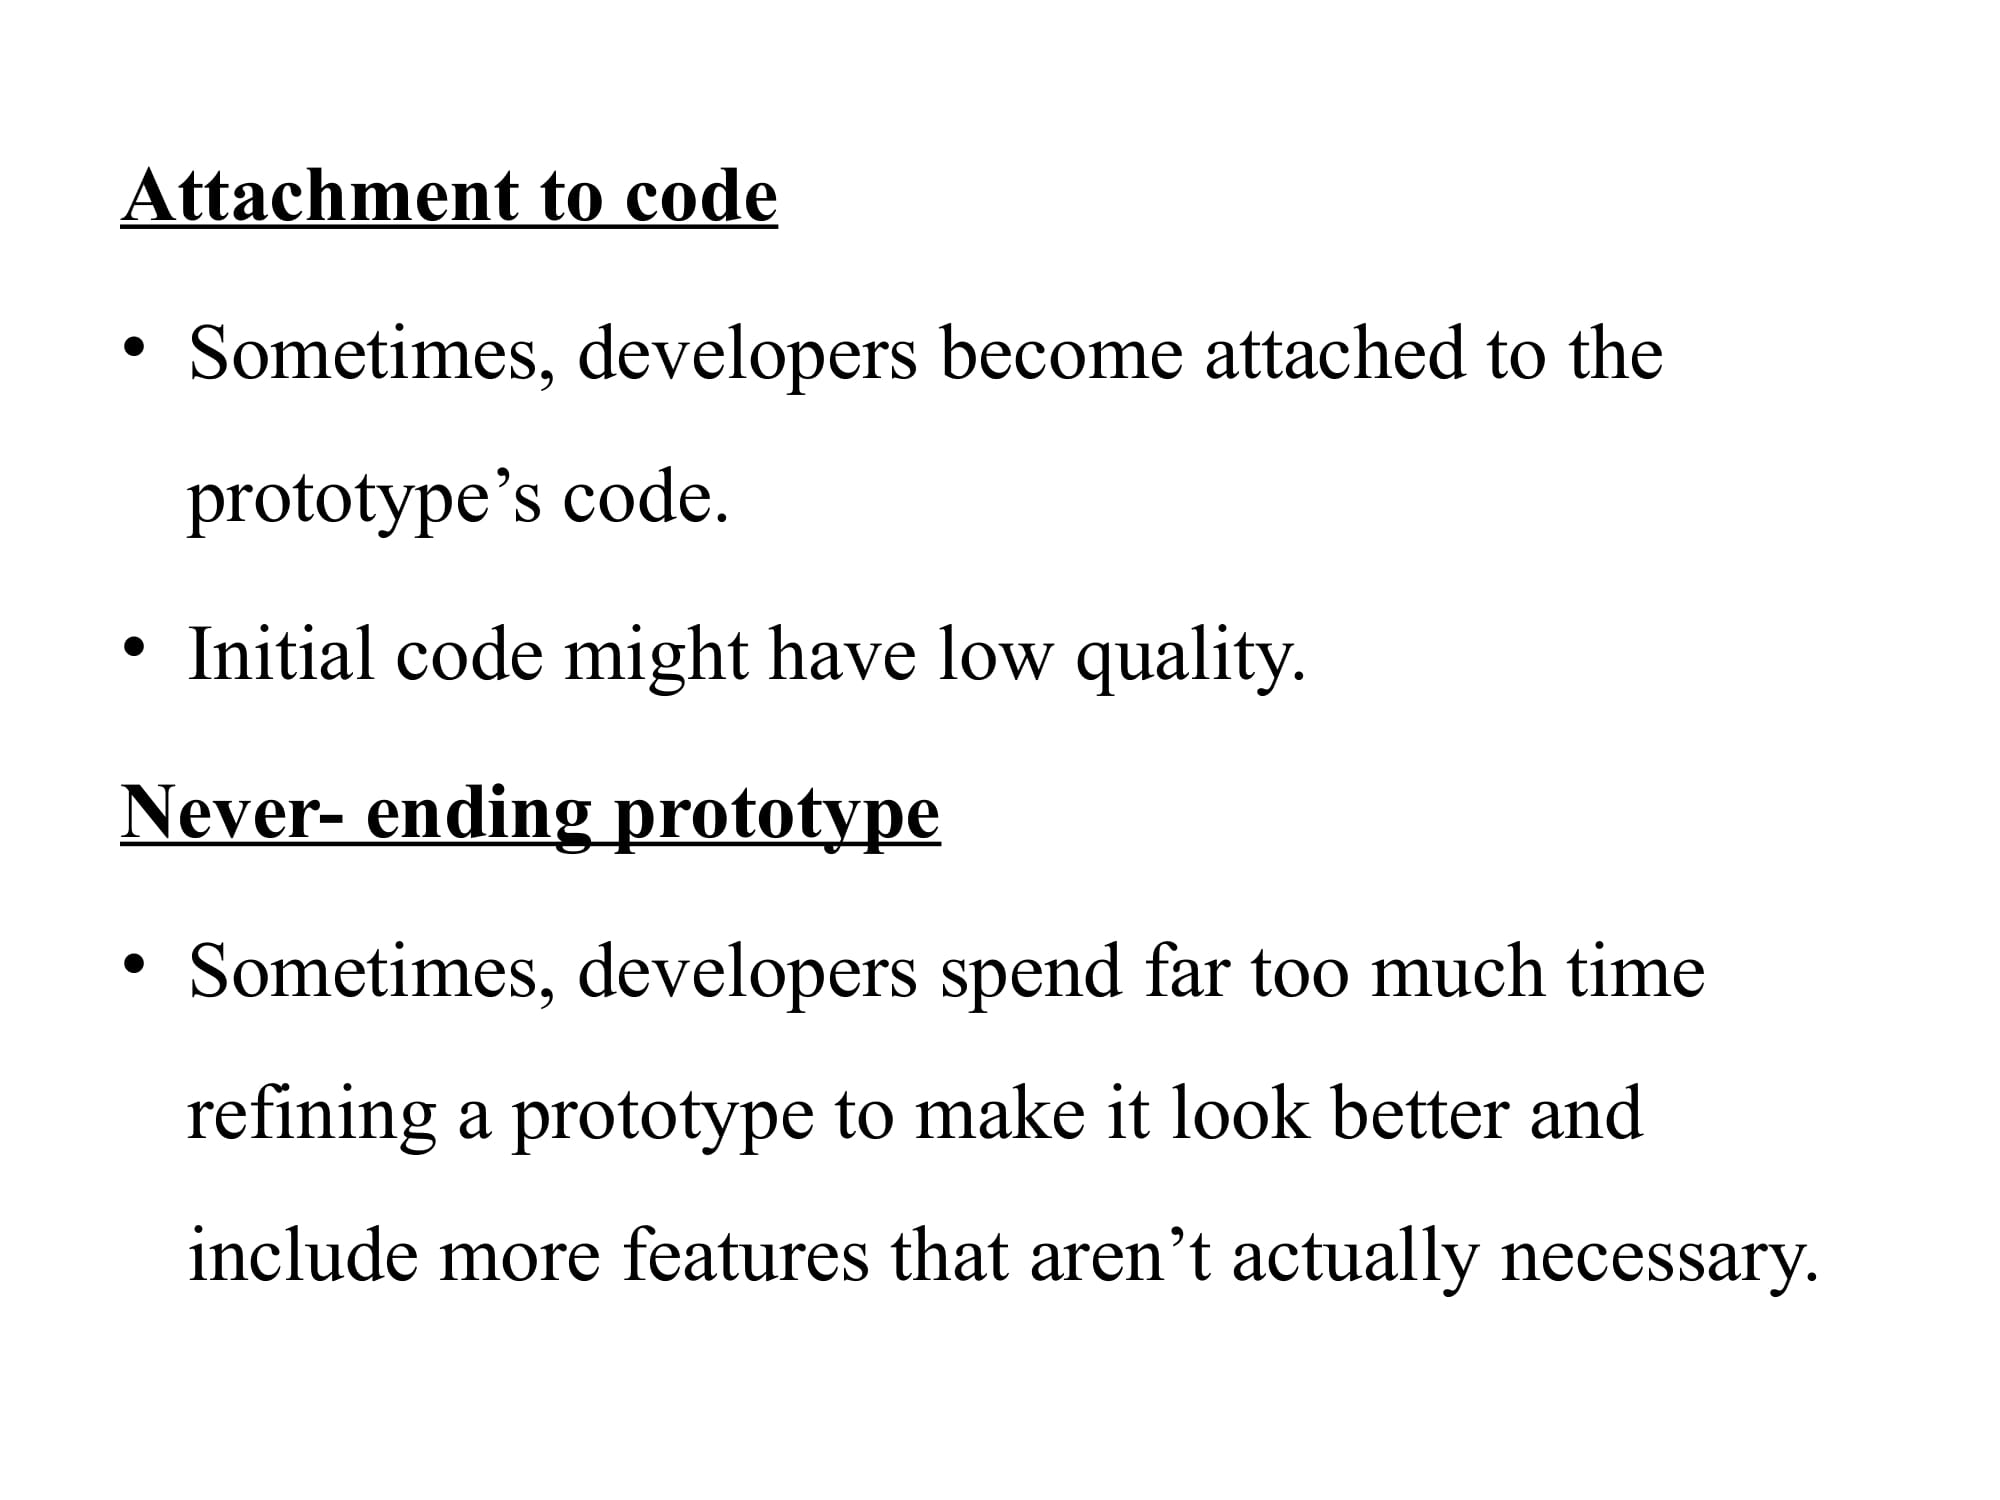 Attachment to code
• Sometimes, developers become attached to the
prototype’s code.
• Initial code might have low quality.
Never- ending prototype
• Sometimes, developers spend far too much time
refining a prototype to make it look better and
include more features that aren’t actually necessary.